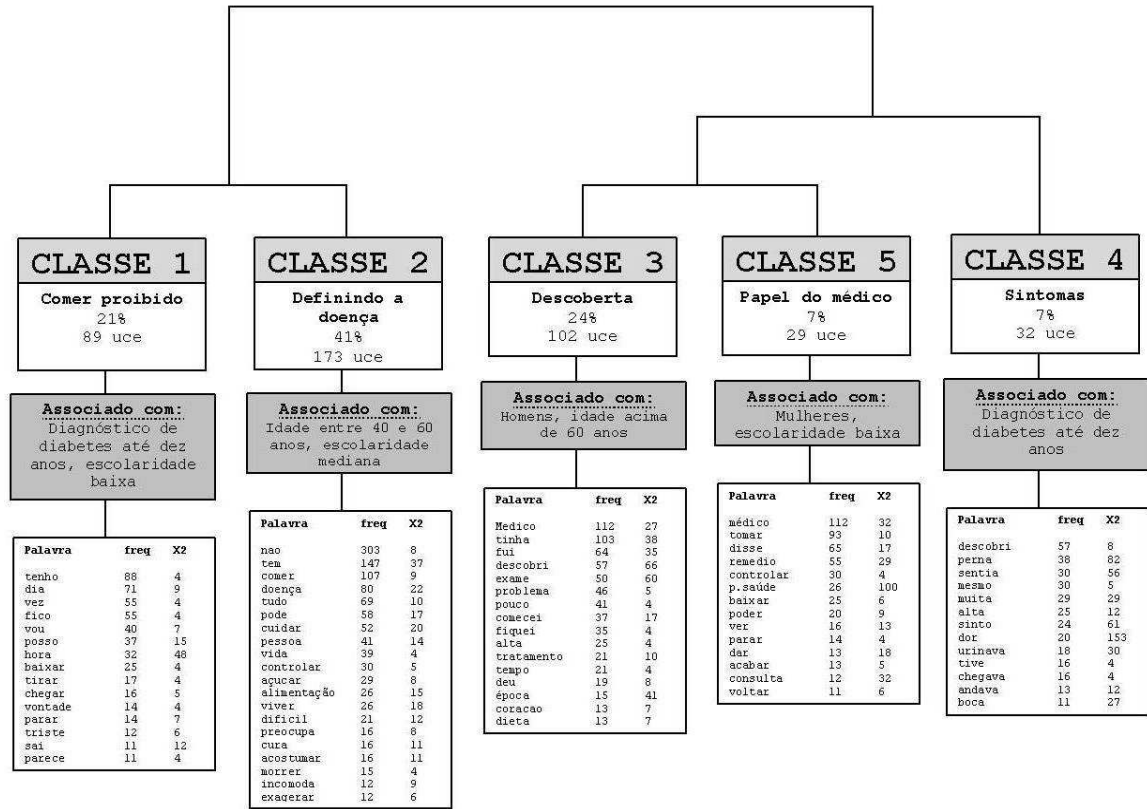 CLASSE 1
Comer proibido
21%
89 uce
Associado com:
Diagnóstico de
diabetes até dez
anos, escolaridade
baixa
Palavra freq X2
tenho 88 4
dia 71 9
vez 55 4
fico 55 4
vou 40 7
posso 37 15
hora 32 48
baixar 25 4
tirar 17 4
chegar 16 5
vontade 14 4
parar 14 7
triste 12 6
sai 11 12
parece 11 4
CLASSE 2
Definindo a
doença
41%
173 uce
Associado com:
Idade entre 40 e 60
anos, escolaridade
mediana
Palavra freq X2
nao 303 8
tem 147 37
comer 107 9
doença 80 22
tudo 69 10
pode 58 17
cuidar 52 20
pessoa 41 14
vida 39 4
controlar 30 5
açucar 29 8
alimentação 26 15
viver 26 18
dificil 21 12
preocupa 16 8
cura 16 11
acostumar 16 11
morrer 15 4
incomoda 12 9
exagerar 12 6
CLASSE 3
Descoberta
24%
102 uce
Associado com:
Homens, idade acima
de 60 anos
Palavra freq X2
Medico 112 27
tinha 103 38
fui 64 35
descobri 57 66
exame 50 60
problema 46 5
pouco 41 4
comecei 37 17
fiquei 35 4
alta 25 4
tratamento 21 10
tempo 21 4
deu 19 8
época 15 41
coracao 13 7
dieta 13 7
CLASSE 5
Papel do médico
7%
29 uce
Associado com:
Mulheres,
escolaridade baixa
Palavra freq X2
médico 112 32
tomar 93 10
disse 65 17
remedio 55 29
controlar 30 4
p.saúde 26 100
baixar 25 6
poder 20 9
ver 16 13
parar 14 4
dar 13 18
acabar 13 5
consulta 12 32
voltar 11 6
CLASSE 4
Sintomas
7%
32 uce
Associado com:
Diagnóstico de
diabetes até dez
anos
Palavra freq X2
descobri 57 8
perna 38 82
sentia 30 56
mesmo 30 5
muita 29 29
alta 25 12
sinto 24 61
dor 20 153
urinava 18 30
tive 16 4
chegava 16 4
andava 13 12
boca 11 27